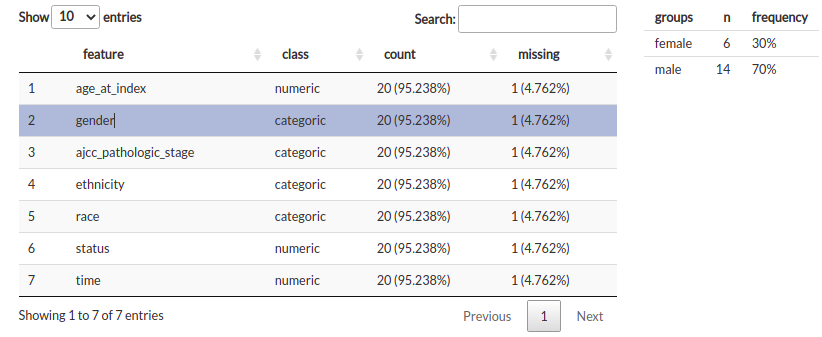 Show 10 entries Search:
feature class count missing
1 age_at_index numeric 20 (95.238%) 1 (4.762%)
2 gender categoric 20 (95.238%) 1 (4.762%)
3 ajcc_pathologic_stage categoric 20 (95.238%) 1 (4.762%)
4 ethnicity categoric 20 (95.238%) 1 (4.762%)
5 race categoric 20 (95.238%) 1 (4.762%)
6 status numeric 20 (95.238%) 1 (4.762%)
7 time numeric 20 (95.238%) 1 (4.762%)
Showing 1 to 7 of 7 entries Previous 1 Next
groups n frequency
female 6 30%
male 14 70%